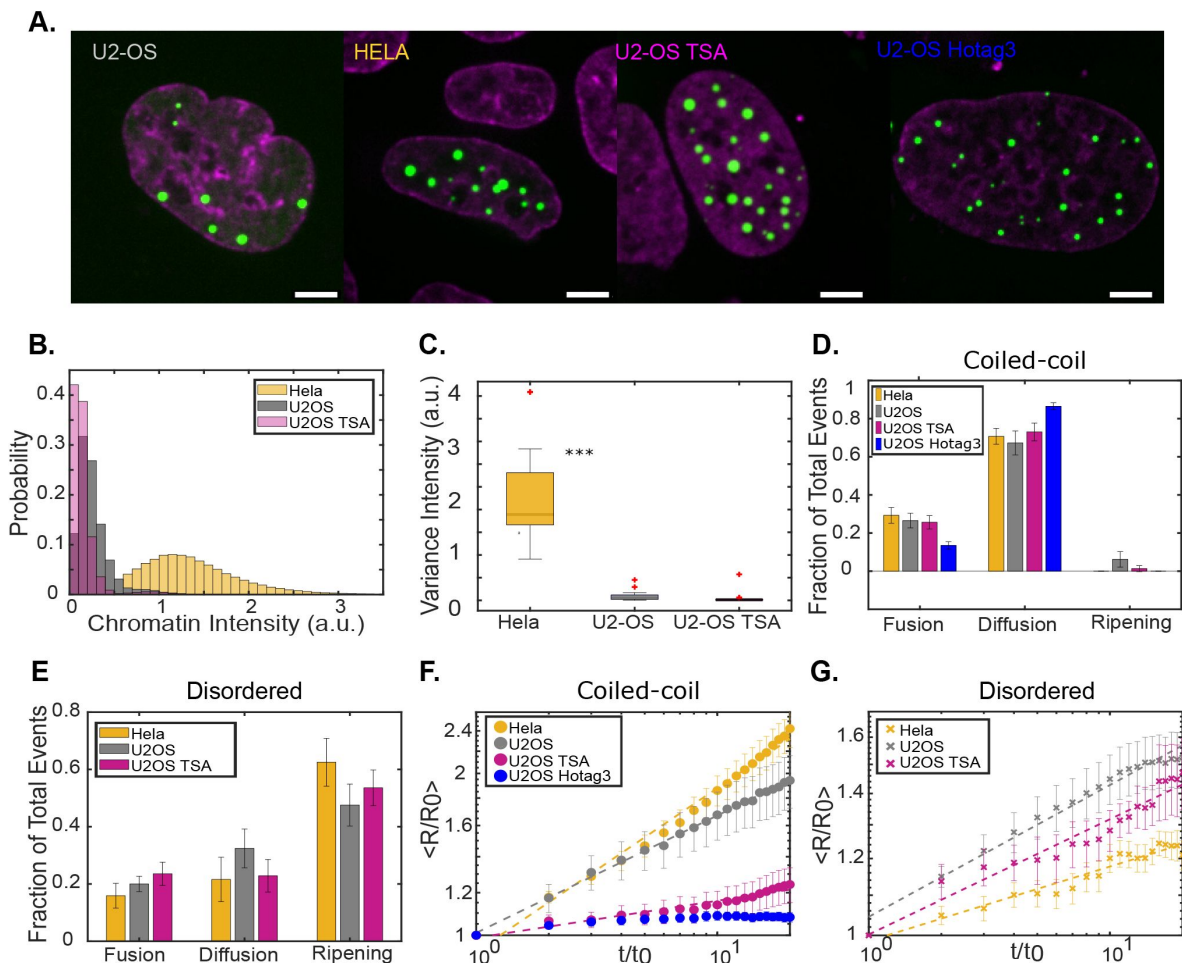 A.
U2-OS
HELA
U2-OS TSA
U2-OS Hotag3
B.
Probability
0.4
0.3
0.2
0.1
0
0
1
2
3
Chromatin Intensity (a.u.)
Hela
U2OS
U2OS TSA
C.
Variance Intensity (a.u.)
4
3
2
1
0
***
Hela
U2-OS
U2-OS TSA
D.
Coiled-coil
Fraction of Total Events
1
0.8
0.6
0.4
0.2
0
Hela
U2OS
U2OS TSA
U2OS Hotag3
Fusion
Diffusion
Ripening
E
Disordered
Fraction of Total Events
0.8
0.6
0.4
0.2
0
Hela
U2OS
U2OS TSA
Fusion
Diffusion
Ripening
F.
Coiled-coil
<R/R0>
2.4
2
1.6
1.2
1
Hela
U2OS
U2OS TSA
U2OS Hotag3
10⁰
t/t0
10¹
G.
Disordered
<R/R0>
1.6
1.4
1.2
1
Hela
U2OS
U2OS TSA
10⁰
t/t0
10¹